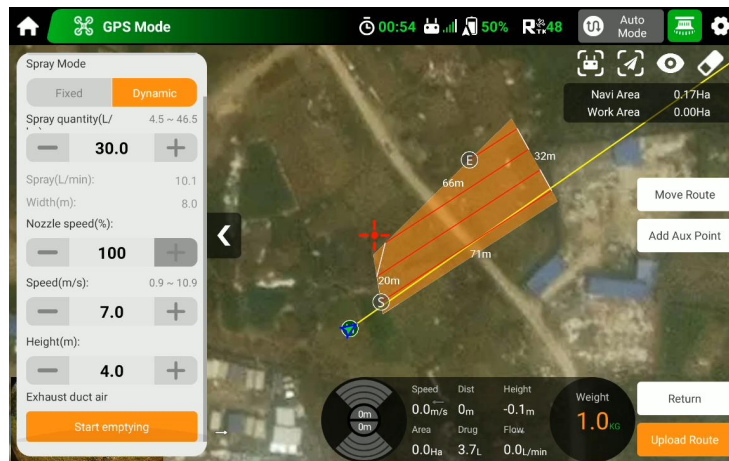 GPS Mode
00:54
50%
R 2D TK 48
Auto Mode
Spray Mode
Fixed
Dynamic
Spray quantity(L/
4.5 ~ 46.5
30.0
Spray(L/min):
10.1
Width(m):
8.0
Nozzle speed(%):
100
Speed(m/s):
0.9 ~ 10.9
7.0
Height(m):
4.0
Exhaust duct air
Start emptying
Navi Area 0.17Ha
Work Area 0.00Ha
Move Route
Add Aux Point
E
32m
66m
71m
20m
S
0m
0m
Speed Dist Height
0.0m/s 0m -0.1m
Area Drug Flow
0.0Ha 3.7L 0.0L/min
Weight
1.0KG
Return
Upload Route